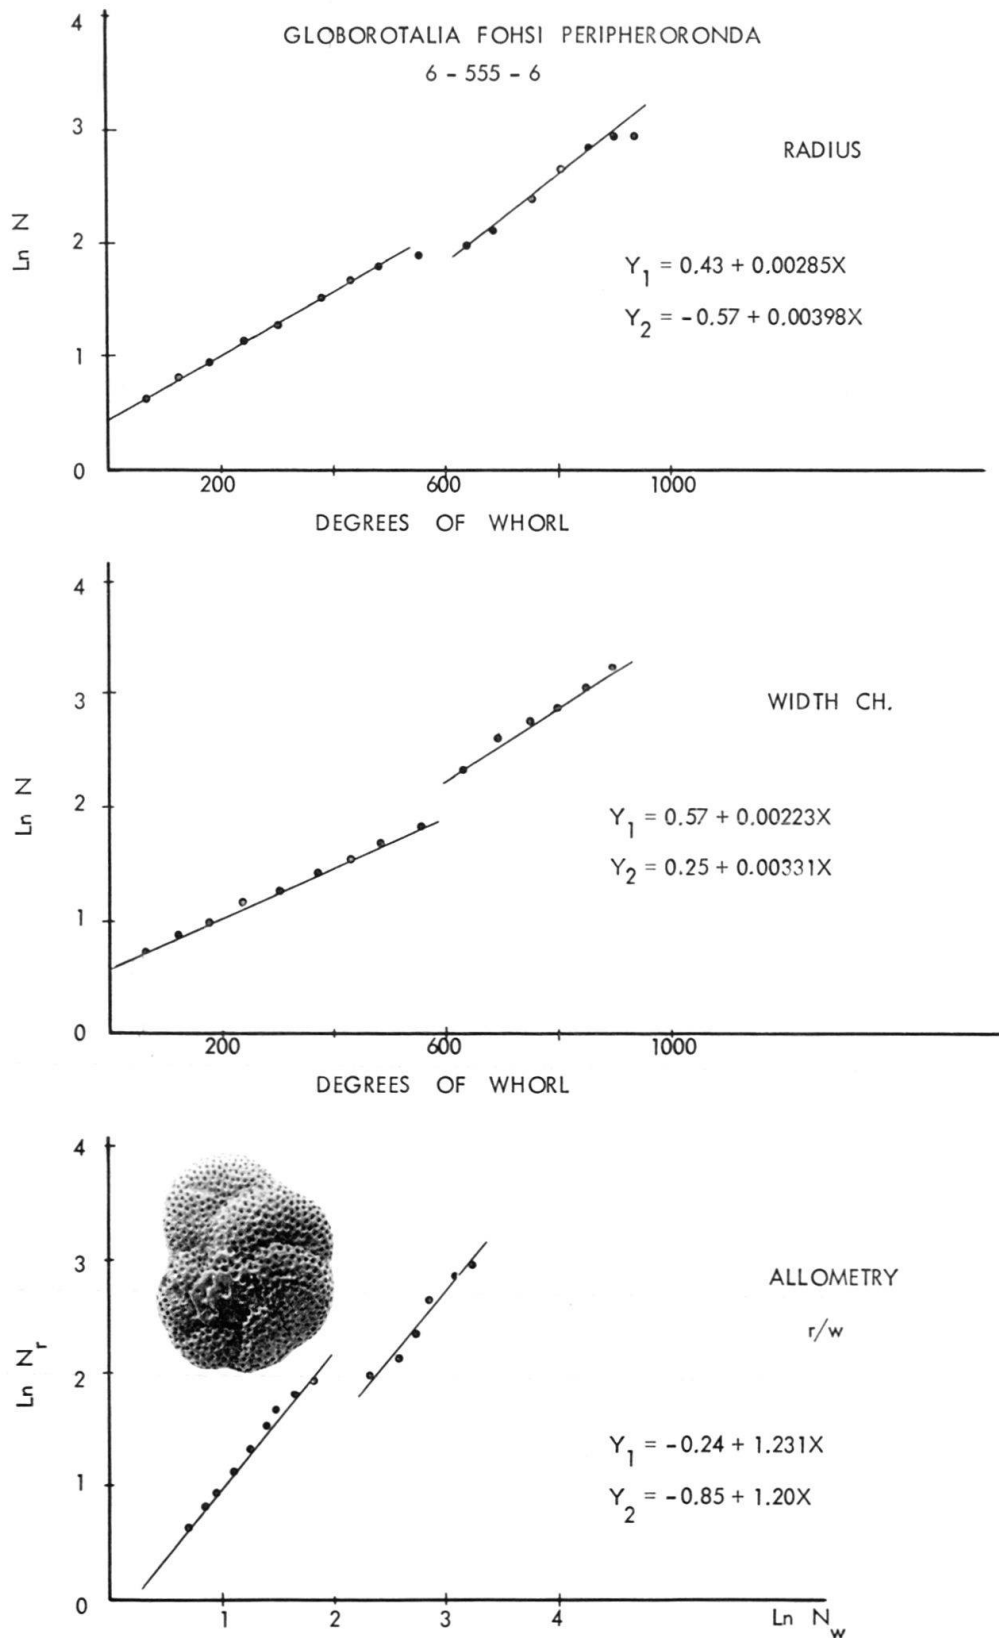 GLOBOROTALIA FOHSI PERIPHERORONDA
6 - 555 - 6
4
3
2
1
0
Ln N
RADIUS
Y1 = 0.43 + 0.00285X
Y2 = -0.57 + 0.00398X
200 600 1000
DEGREES OF WHORL
4
3
2
1
0
Ln N
WIDTH CH.
Y1 = 0.57 + 0.00223X
Y2 = 0.25 + 0.00331X
200 600 1000
DEGREES OF WHORL
4
3
2
1
0
Ln Nr
ALLOMETRY
r/w
Y1 = -0.24 + 1.231X
Y2 = -0.85 + 1.20X
1 2 3 4 Ln Nw